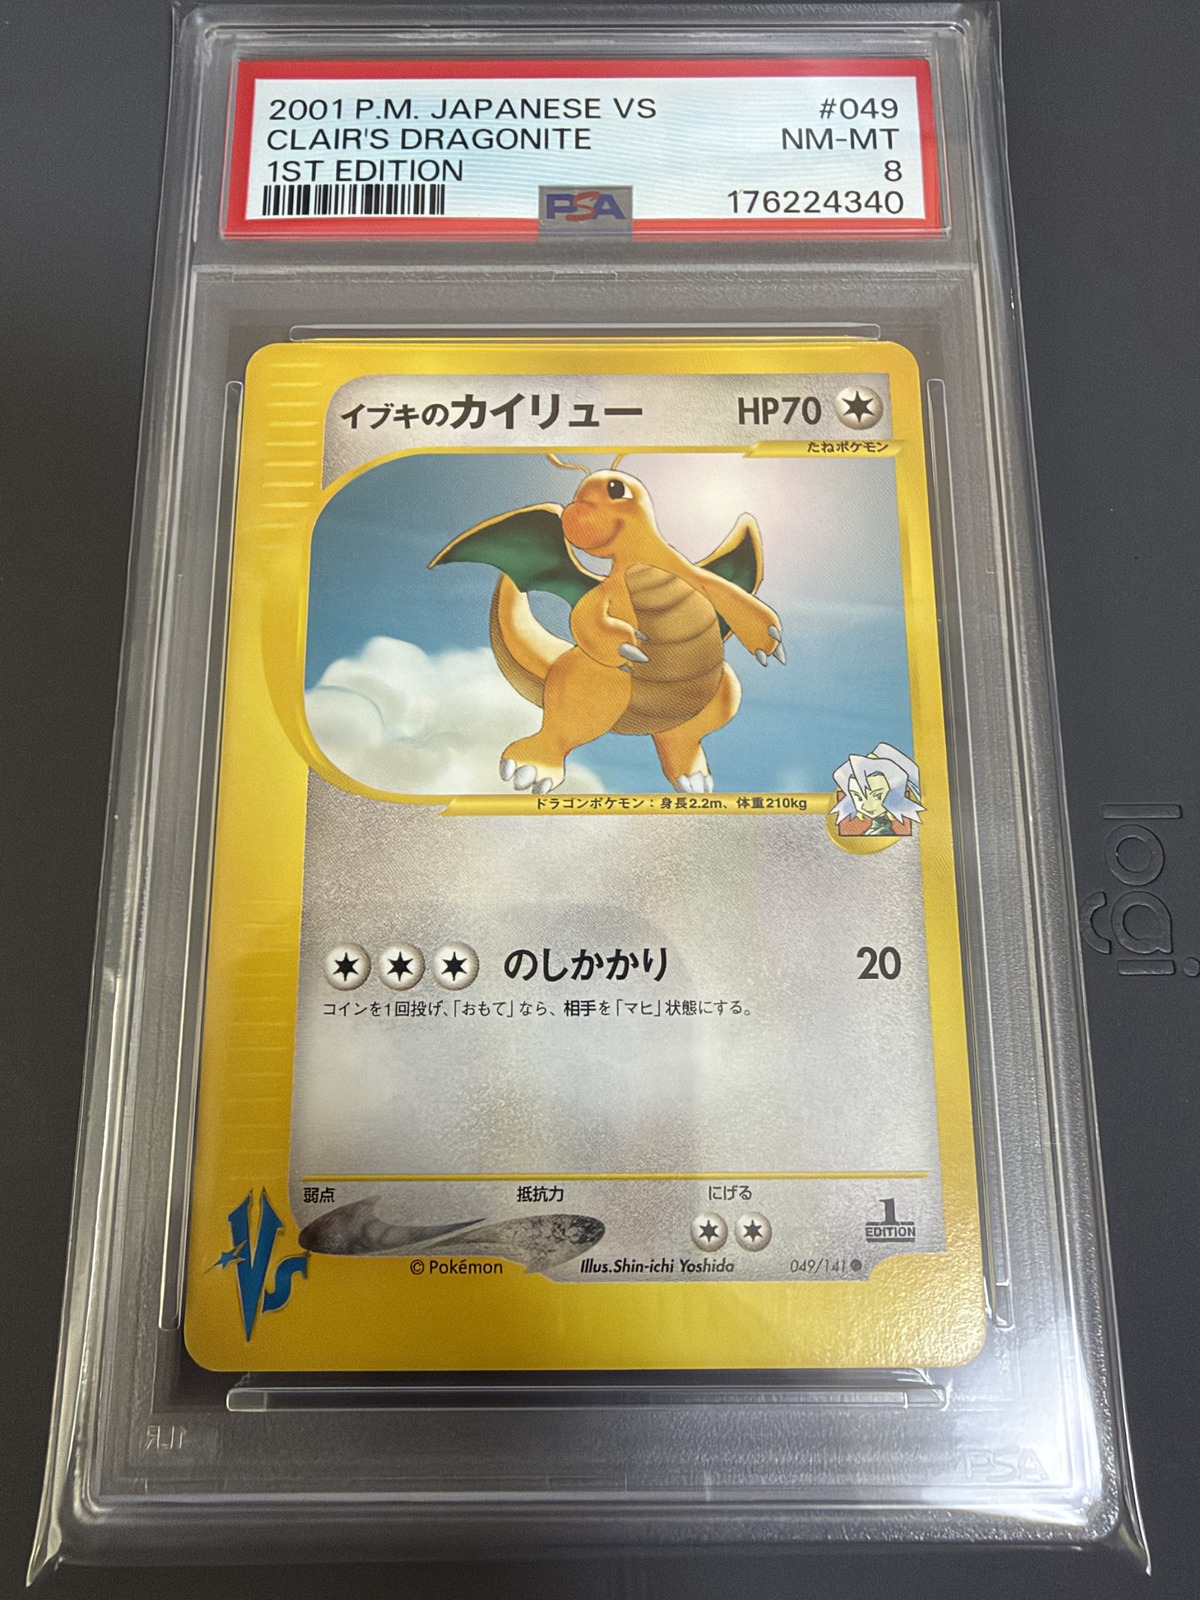 2001 P.M. JAPANESE VS #049
CLAIR'S DRAGONITE NM-MT
1ST EDITION 8
PSA 176224340
イブキのカイリュー HP70
たねポケモン
ドラゴンポケモン：身長2.2m、体重210kg
のしかかり 20
コインを1回投げ、「おもて」なら、相手を「マヒ」状態にする。
弱点 抵抗力 にげる
1
EDITION
©Pokémon Illus.Shin-ichi Yoshida 049/141
VS
PSA
logi